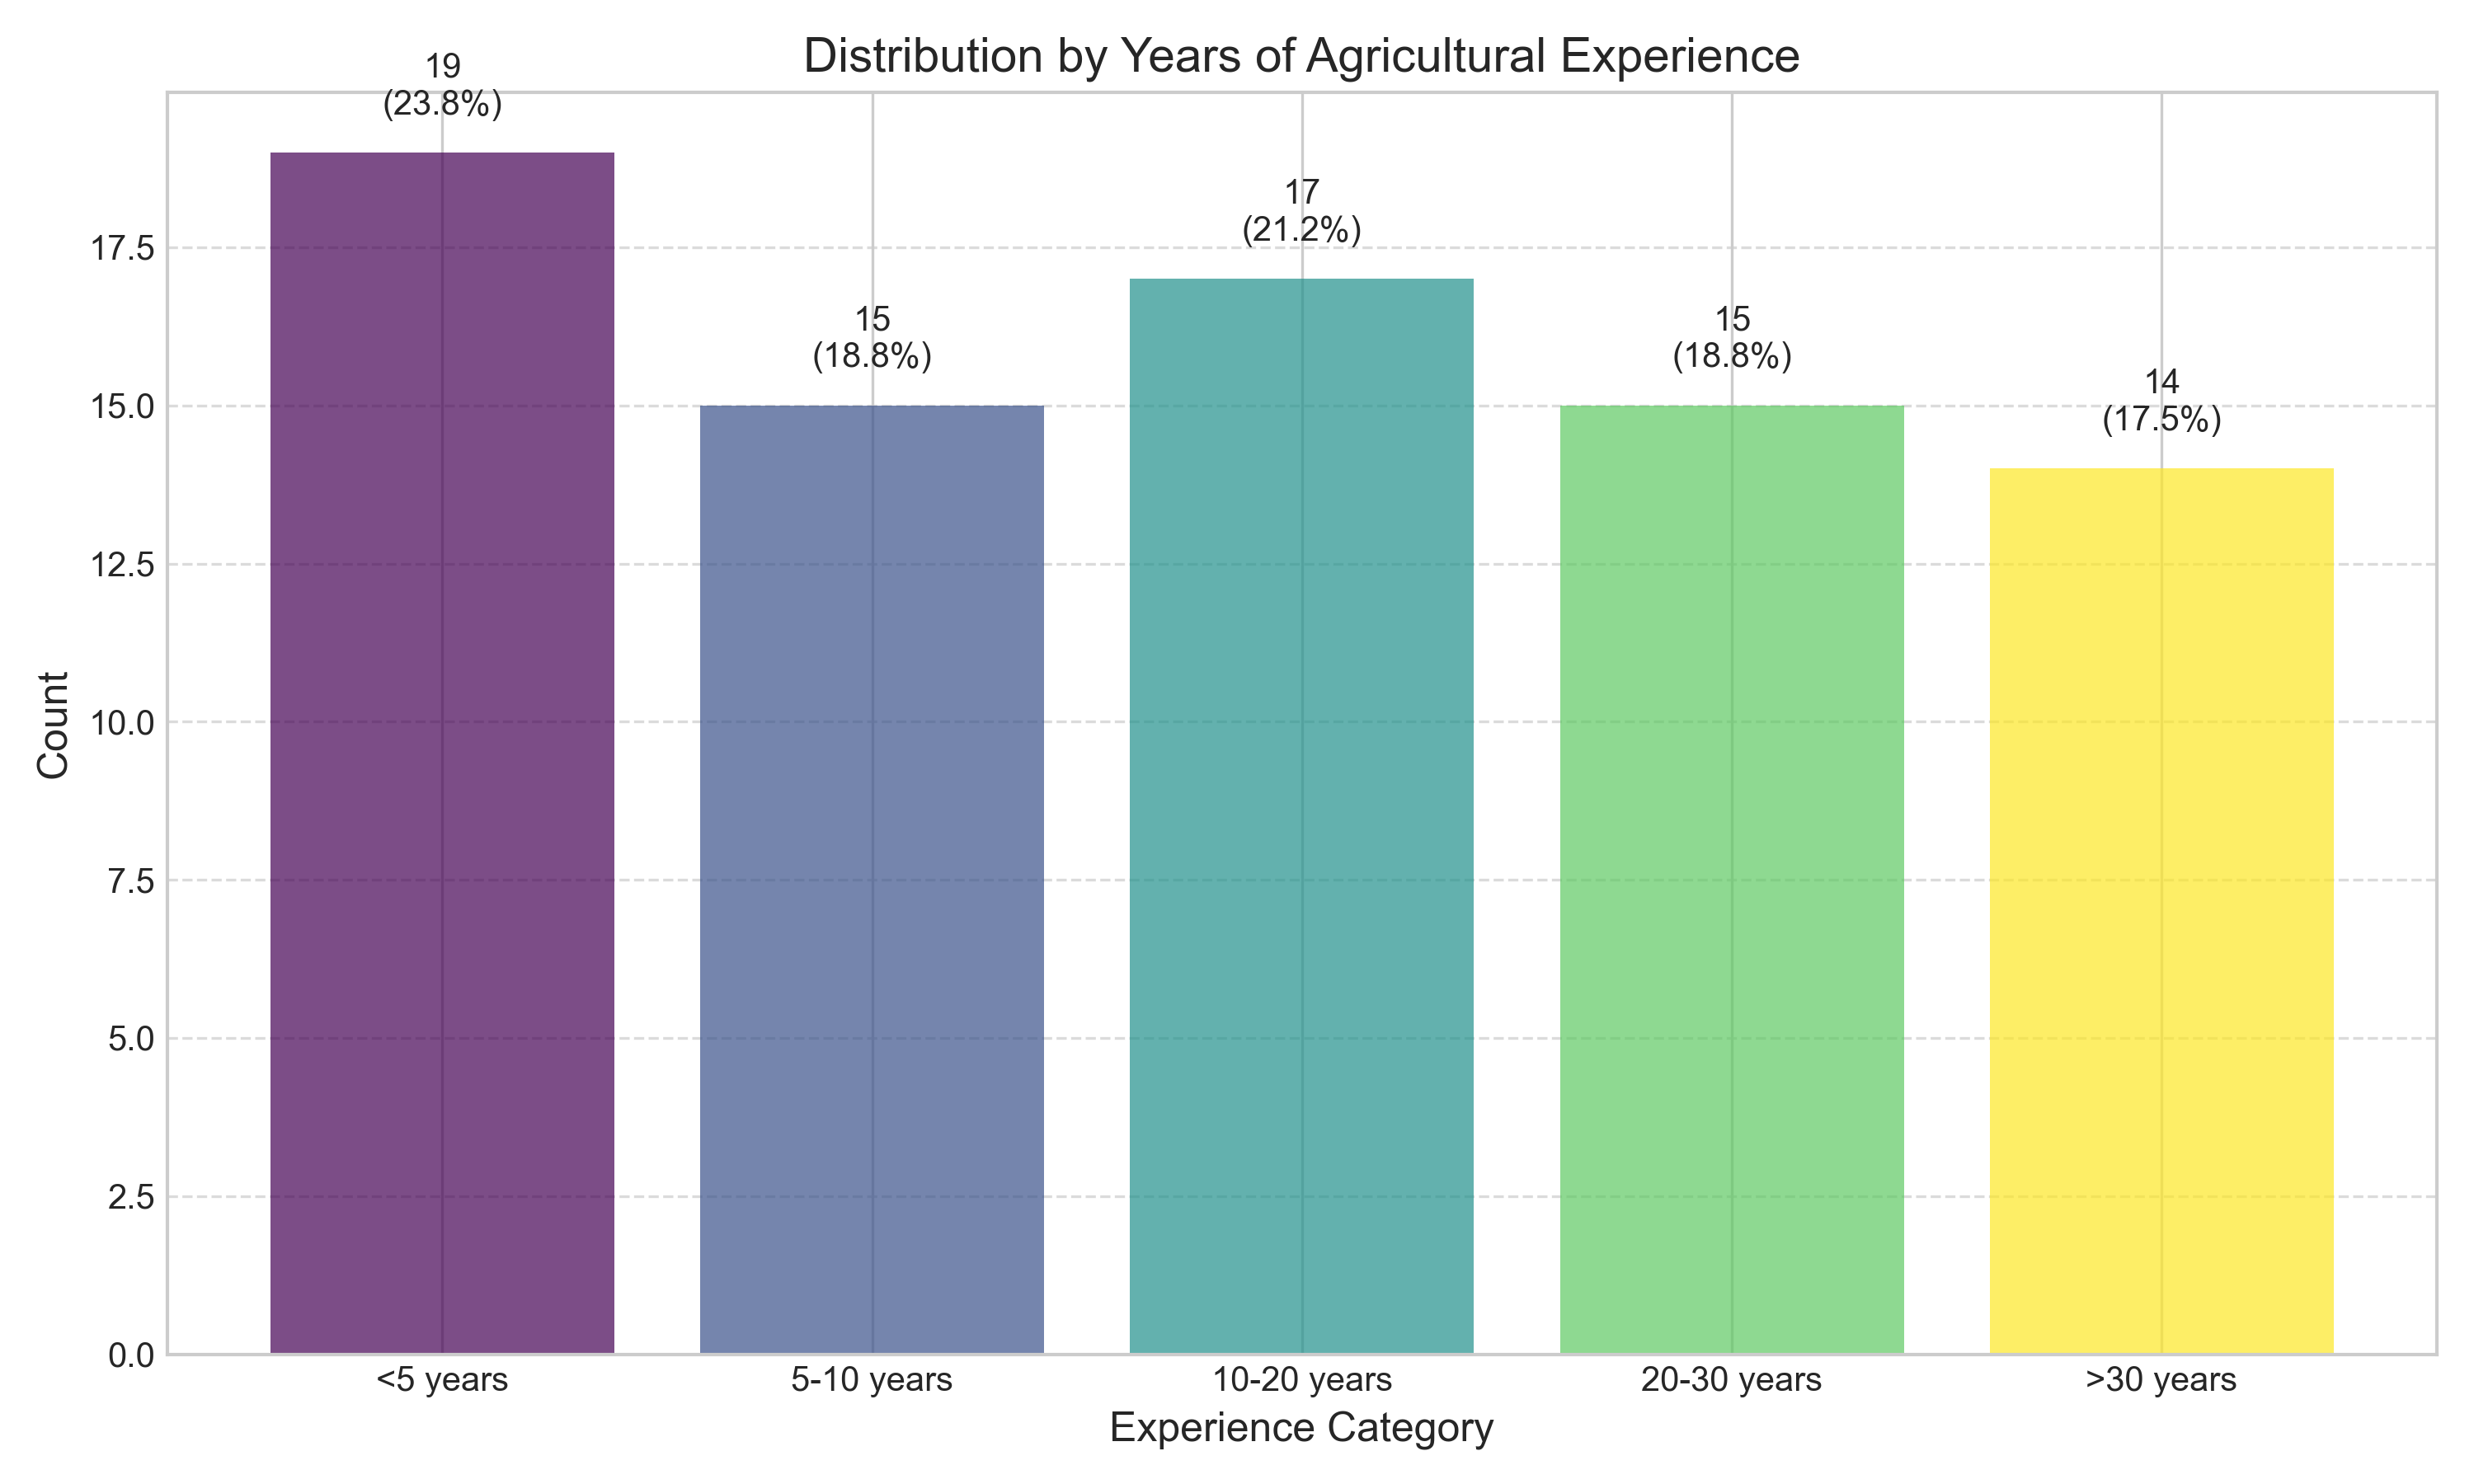 Distribution by Years of Agricultural Experience
19
(23.8%)
15
(18.8%)
17
(21.2%)
15
(18.8%)
14
(17.5%)
17.5
15.0
12.5
10.0
7.5
5.0
2.5
0.0
Count
<5 years
5-10 years
10-20 years
20-30 years
>30 years
Experience Category